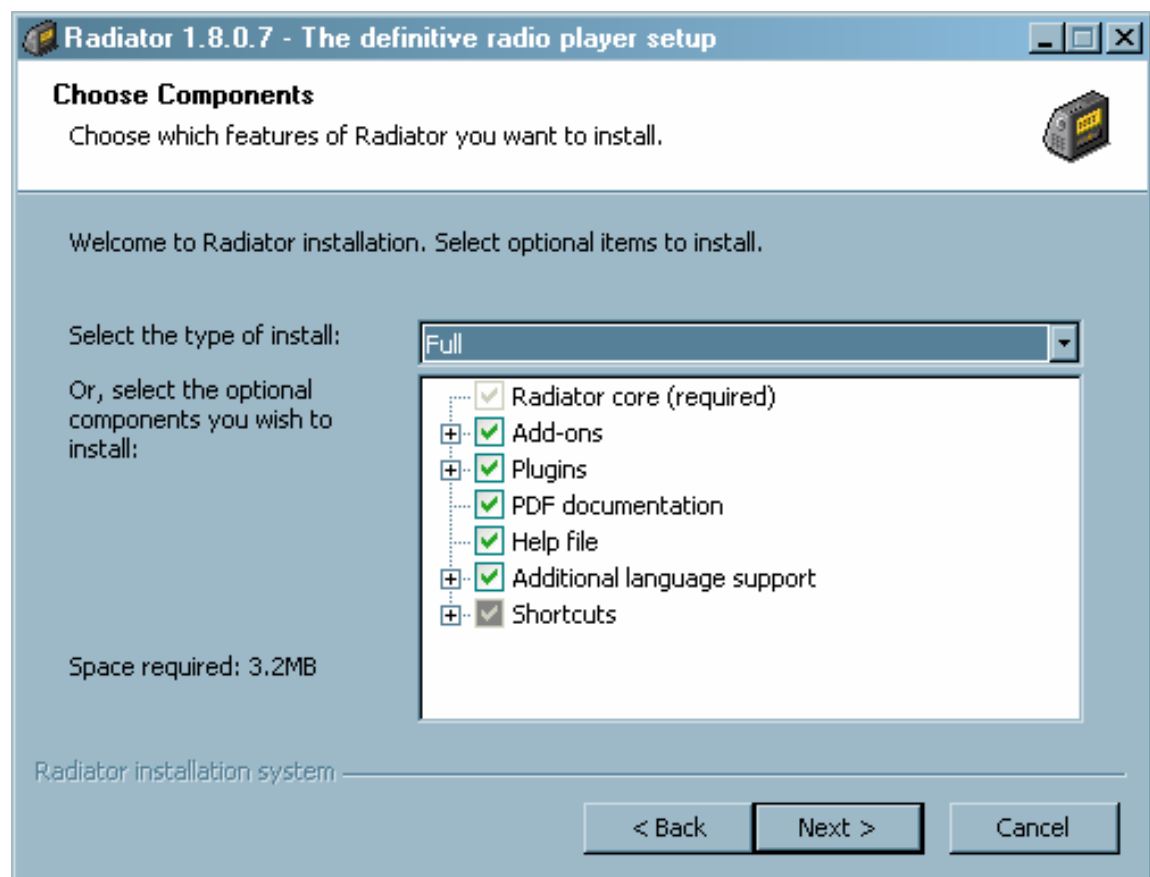 Radiator 1.8.0.7 - The definitive radio player setup
Choose Components
Choose which features of Radiator you want to install.
Welcome to Radiator installation. Select optional items to install.
Select the type of install:
Full
Or, select the optional
components you wish to
install:
Radiator core (required)
Add-ons
Plugins
PDF documentation
Help file
Additional language support
Shortcuts
Space required: 3.2MB
Radiator installation system
< Back
Next >
Cancel